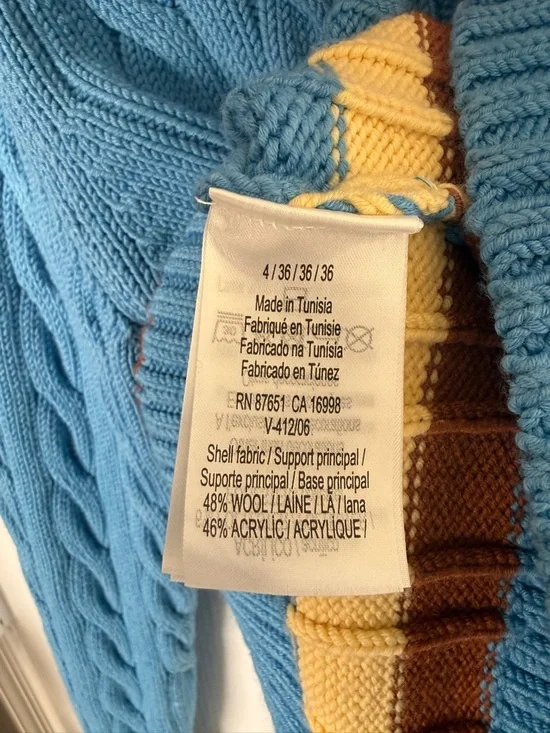 4 / 36 / 36 / 36
Made in Tunisia
Fabriqué en Tunisie
Fabricado na Tunísia
Fabricado en Túnez
RN 87651 CA 16998
V-412/06
Shell fabric / Support principal /
Suporte principal / Base principal
48% WOOL / LAINE / LÃ / lana
46% ACRYLIC / ACRYLIQUE /
ACRÍLICO / acrílico